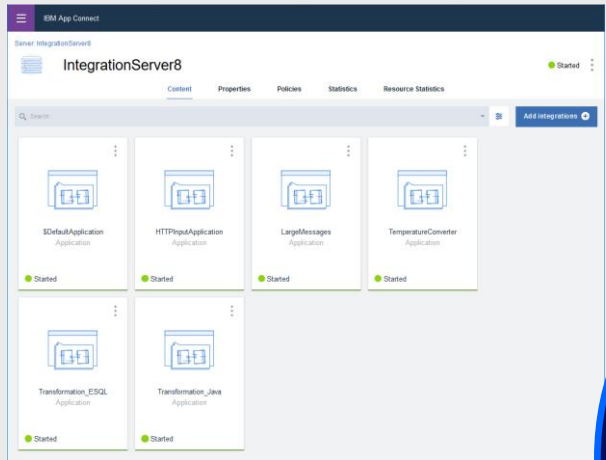 IBM App Connect
Server: IntegrationServer8
IntegrationServer8
Started
Content Properties Policies Statistics Resource Statistics
Search
Add integrations
$DefaultApplication
Application
Started
HTTPInputApplication
Application
Started
LargeMessages
Application
Started
TemperatureConverter
Application
Started
Transformation_ESQL
Application
Started
Transformation_Java
Application
Started